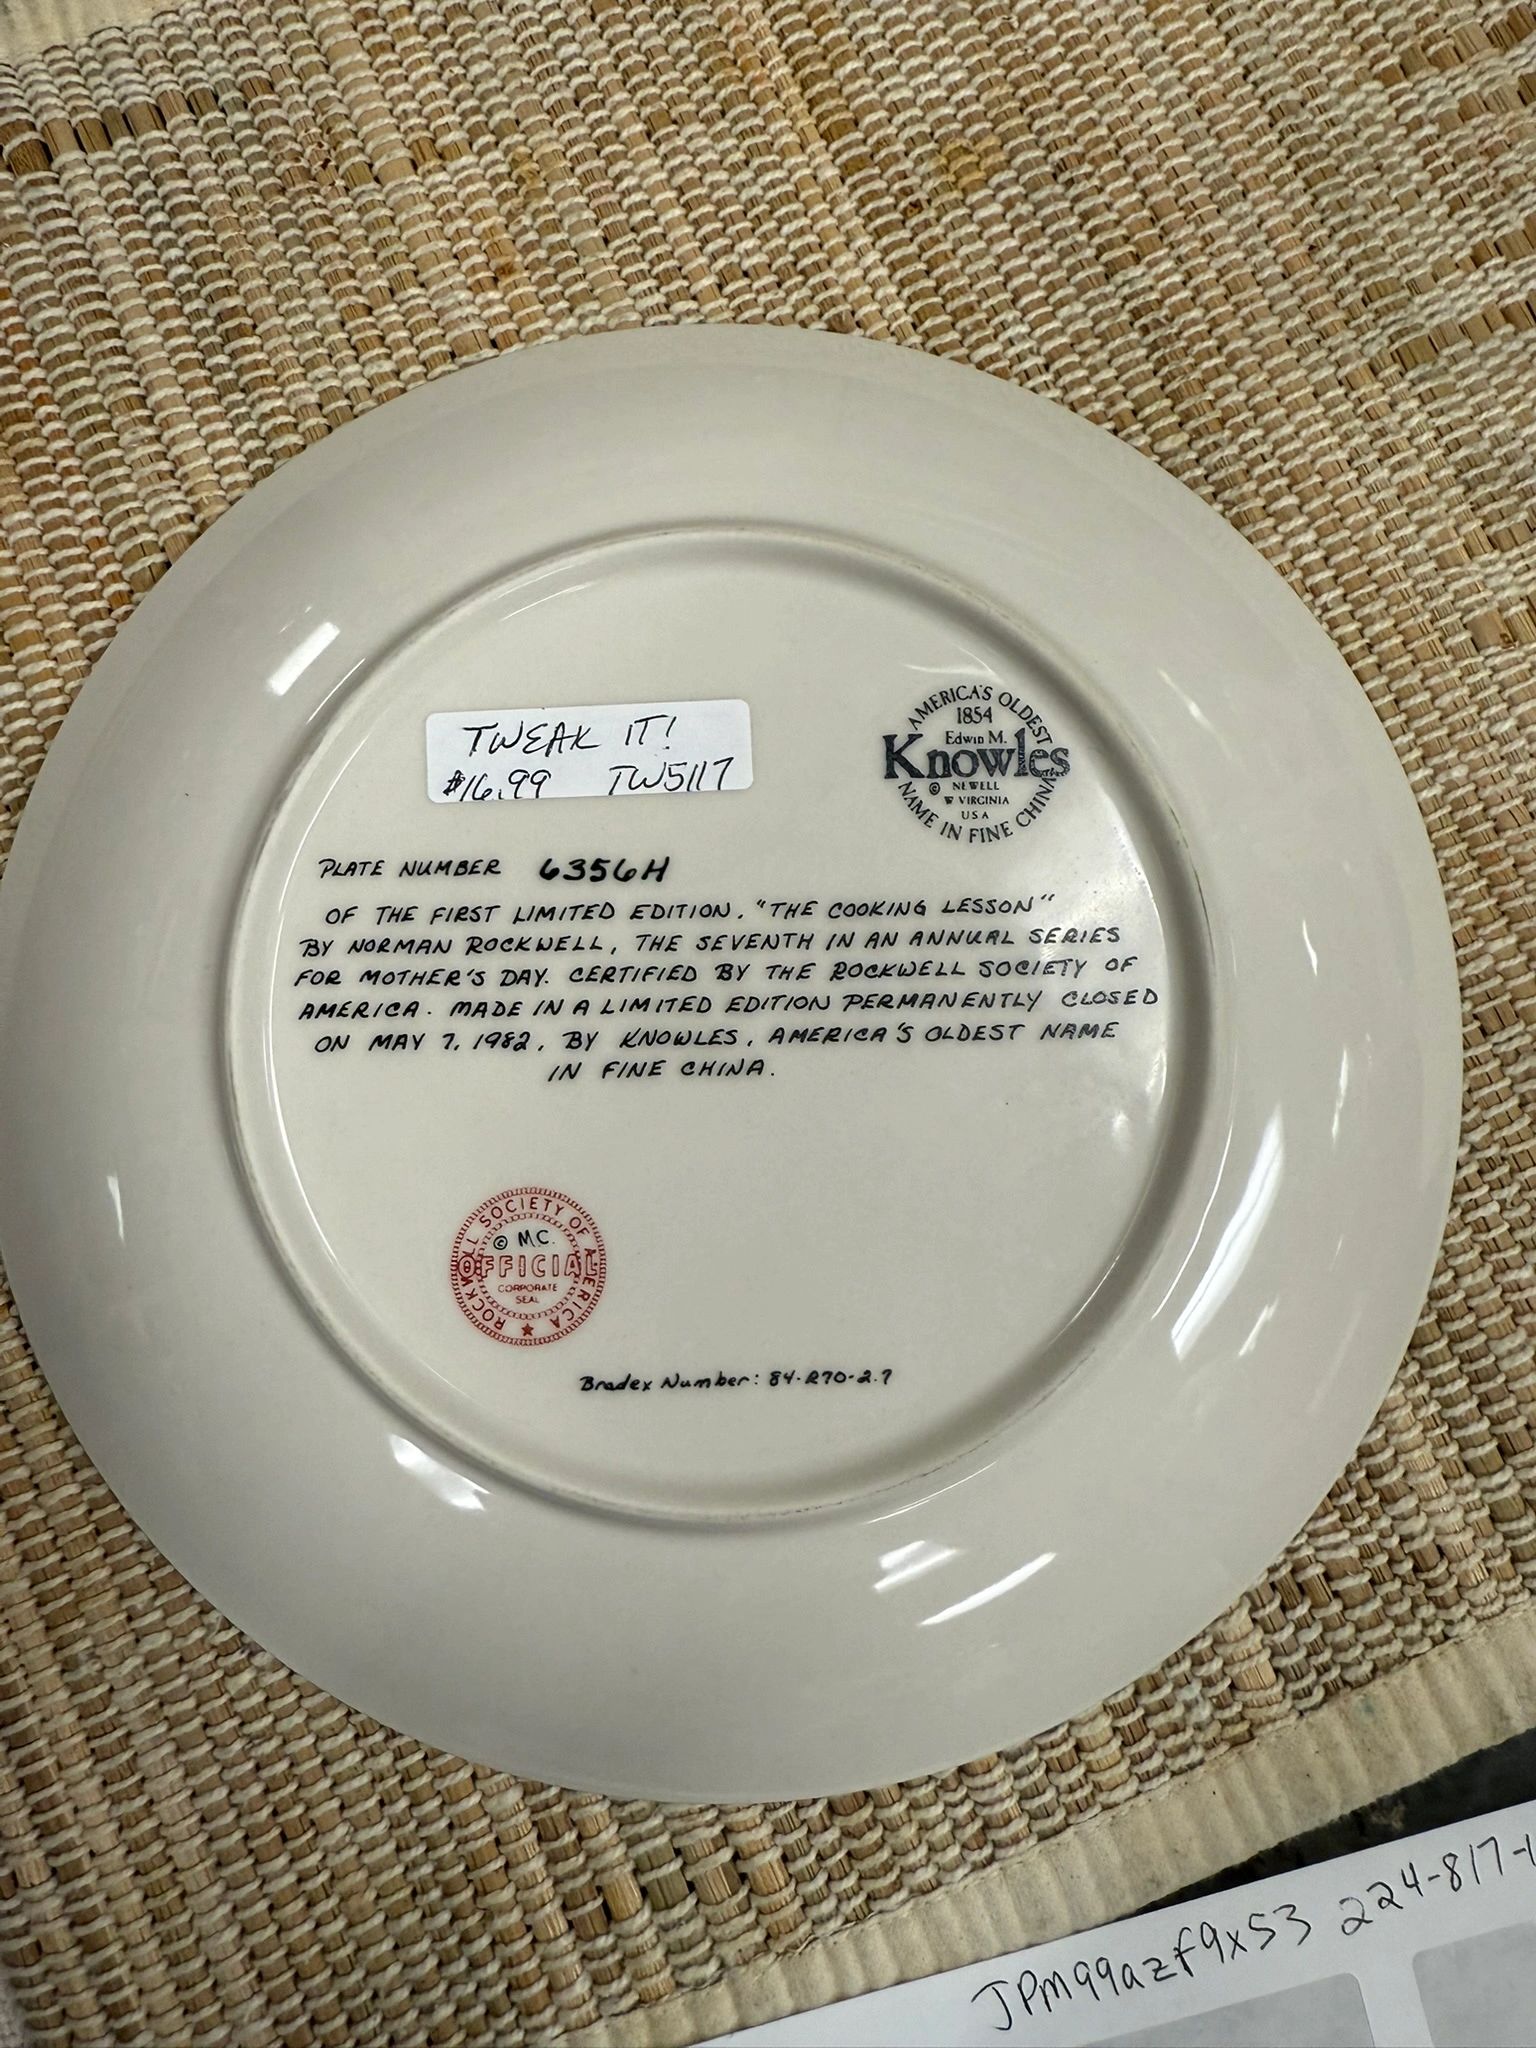 TWEAK IT!
$16.99 TW5117
AMERICA'S OLDEST
1854
Edwin M.
Knowles
© NEWELL
W VIRGINIA
USA
NAME IN FINE CHINA
PLATE NUMBER 6356H
OF THE FIRST LIMITED EDITION. "THE COOKING LESSON"
BY NORMAN ROCKWELL, THE SEVENTH IN AN ANNUAL SERIES
FOR MOTHER'S DAY. CERTIFIED BY THE ROCKWELL SOCIETY OF
AMERICA. MADE IN A LIMITED EDITION PERMANENTLY CLOSED
ON MAY 7, 1982, BY KNOWLES, AMERICA'S OLDEST NAME
IN FINE CHINA.
ROCKWELL SOCIETY OF AMERICA
© MC.
OFFICIAL
CORPORATE
SEAL
Bradex Number: 84-R70-2.7
JPM99azf9x53 224-817-1